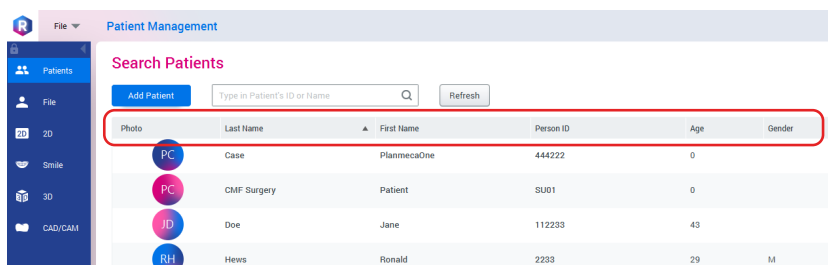 R File Patient Management
Patients
File
2D 2D
Smile
3D
CAD/CAM
Search Patients
Add Patient Type in Patient's ID or Name Refresh
Photo Last Name First Name Person ID Age Gender
PC Case PlanmecaOne 444222 0
PC CMF Surgery Patient SU01 0
JD Doe Jane 112233 43
RH Hews Ronald 2233 29 M